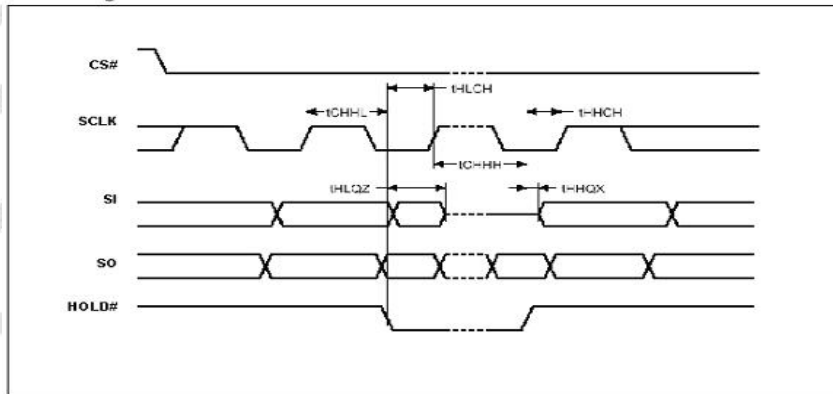 CS#
tHLCH
SCLK
tCHHL
tHHCH
tCHHH
tHLQZ
tHHQX
SI
SO
HOLD#